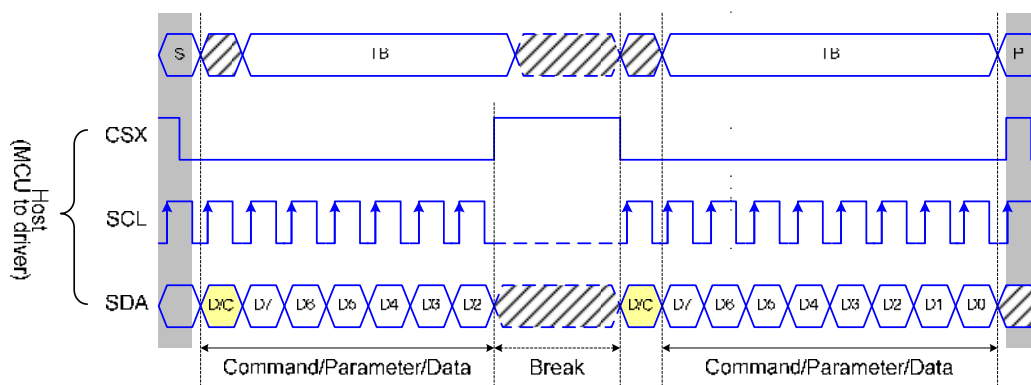 S TB TB P
CSX
SCL
SDA D/C D7 D6 D5 D4 D3 D2 D/C D7 D6 D5 D4 D3 D2 D1 D0
Host
(MCU to driver)
Command/Parameter/Data Break Command/Parameter/Data